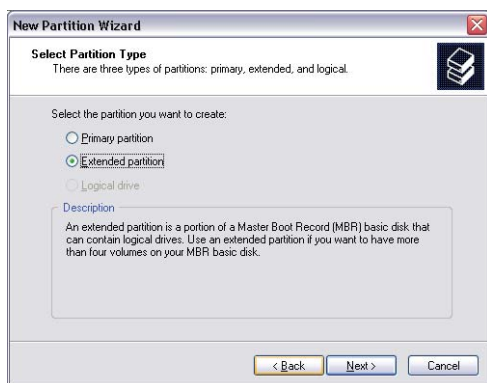 New Partition Wizard
Select Partition Type
There are three types of partitions: primary, extended, and logical.
Select the partition you want to create:
Primary partition
Extended partition
Logical drive
Description
An extended partition is a portion of a Master Boot Record (MBR) basic disk that
can contain logical drives. Use an extended partition if you want to have more
than four volumes on your MBR basic disk.
< Back
Next >
Cancel